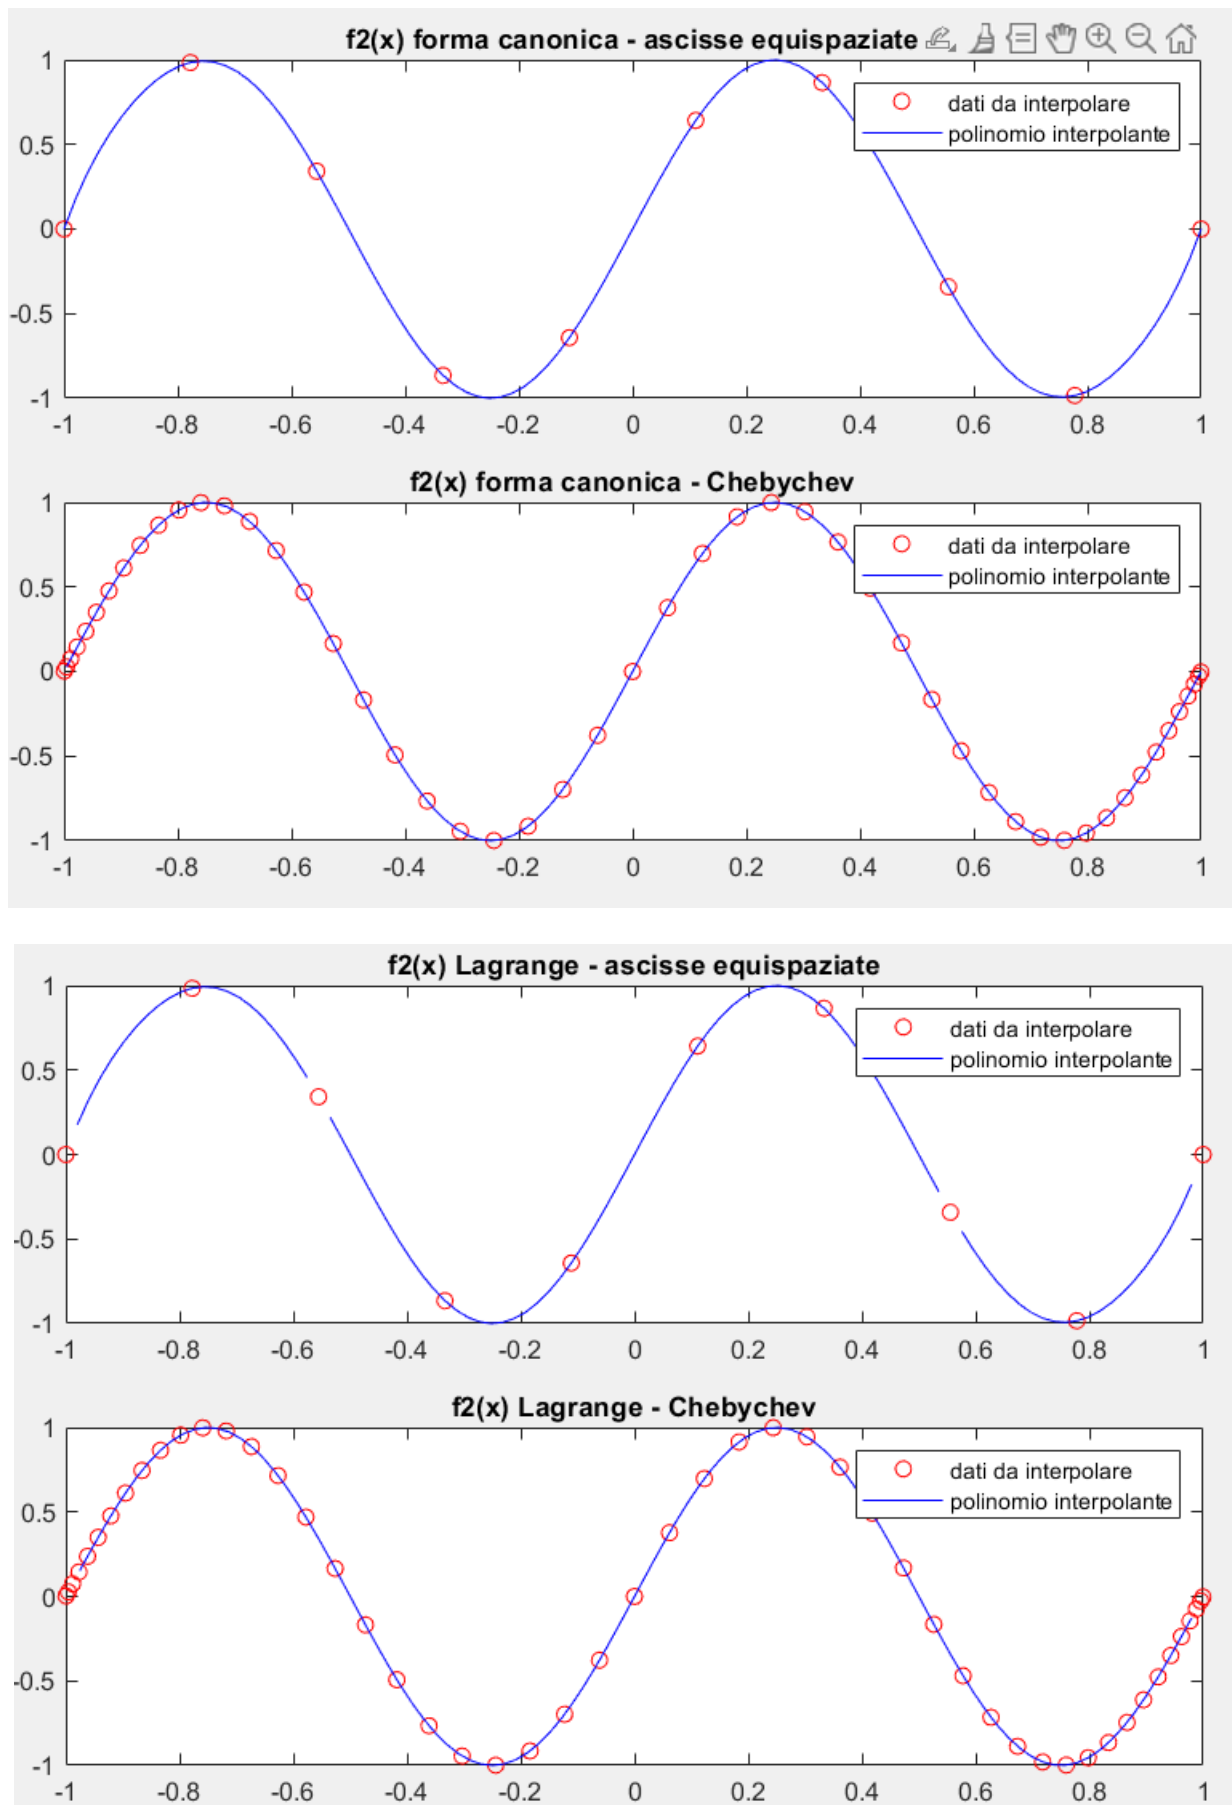 f2(x) forma canonica - ascisse equispaziate
1
0.5
0
-0.5
-1
dati da interpolare
polinomio interpolante
-1 -0.8 -0.6 -0.4 -0.2 0 0.2 0.4 0.6 0.8 1
f2(x) forma canonica - Chebychev
1
0.5
0
-0.5
-1
dati da interpolare
polinomio interpolante
-1 -0.8 -0.6 -0.4 -0.2 0 0.2 0.4 0.6 0.8 1
f2(x) Lagrange - ascisse equispaziate
1
0.5
0
-0.5
-1
dati da interpolare
polinomio interpolante
-1 -0.8 -0.6 -0.4 -0.2 0 0.2 0.4 0.6 0.8 1
f2(x) Lagrange - Chebychev
1
0.5
0
-0.5
-1
dati da interpolare
polinomio interpolante
-1 -0.8 -0.6 -0.4 -0.2 0 0.2 0.4 0.6 0.8 1